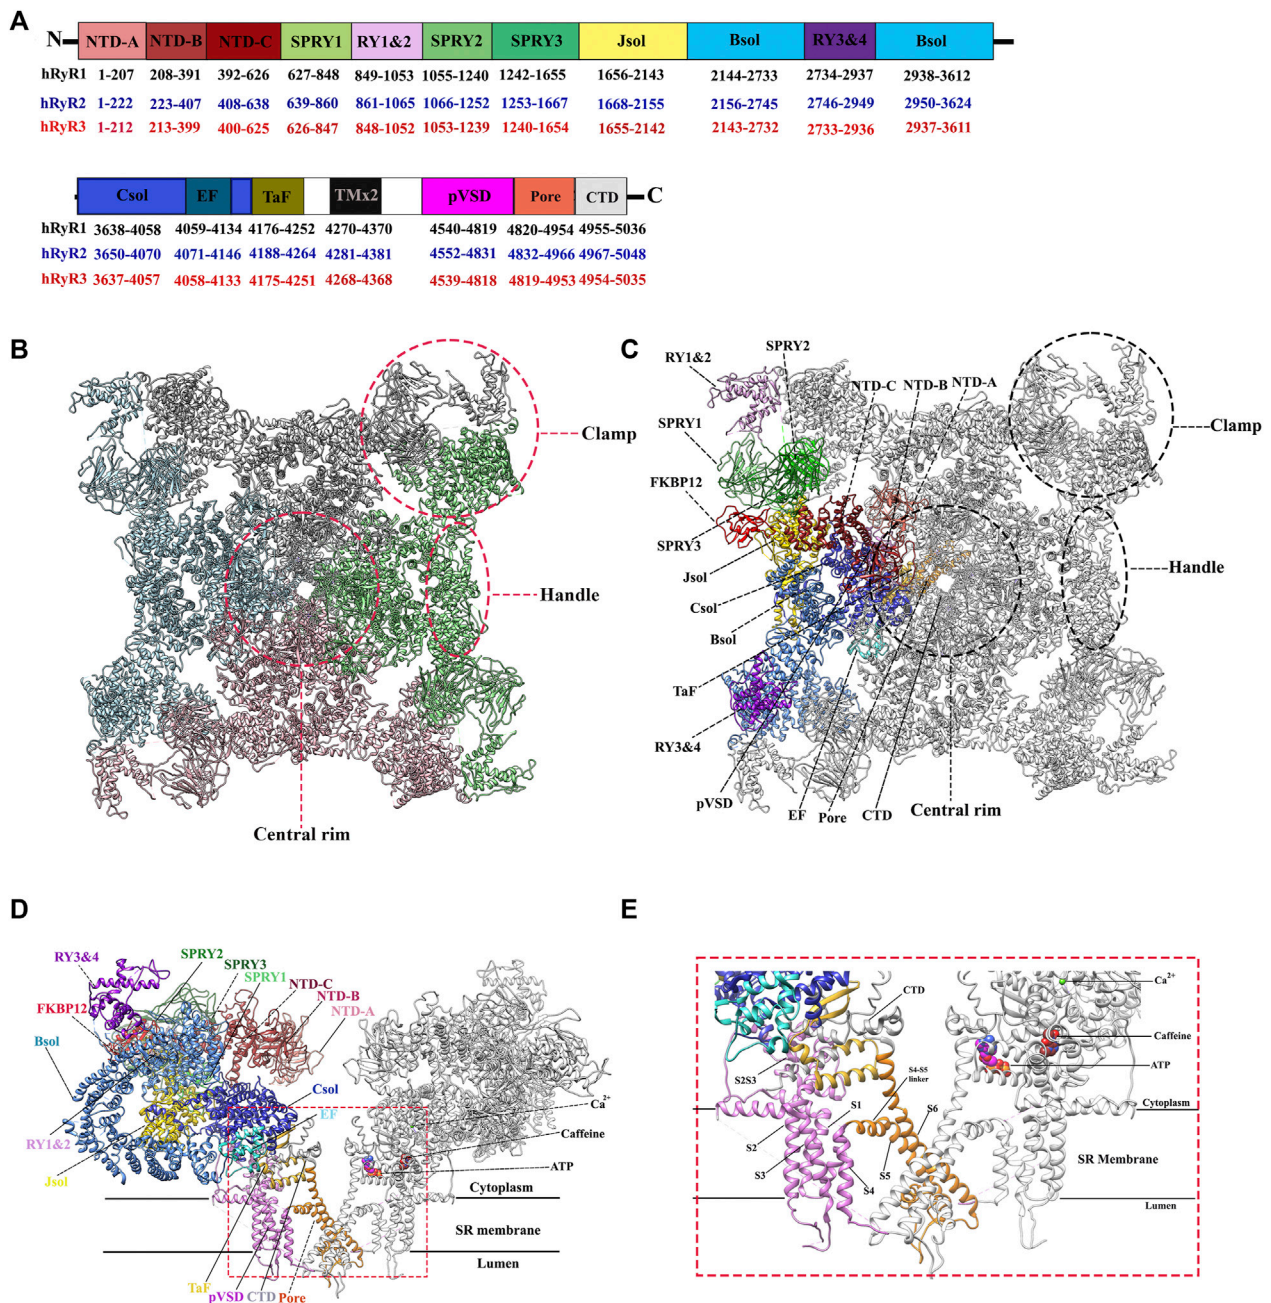 A
N NTD-A NTD-B NTD-C SPRY1 RY1&2 SPRY2 SPRY3 Jsol Bsol RY3&4 Bsol
hRyR1 1-207 208-391 392-626 627-848 849-1053 1055-1240 1242-1655 1656-2143 2144-2733 2734-2937 2938-3612
hRyR2 1-222 223-407 408-638 639-860 861-1065 1066-1252 1253-1667 1668-2155 2156-2745 2746-2949 2950-3624
hRyR3 1-212 213-399 400-625 626-847 848-1052 1053-1239 1240-1654 1655-2142 2143-2732 2733-2936 2937-3611
Csol EF TaF TMx2 pVSD Pore CTD C
hRyR1 3638-4058 4059-4134 4176-4252 4270-4370 4540-4819 4820-4954 4955-5036
hRyR2 3650-4070 4071-4146 4188-4264 4281-4381 4552-4831 4832-4966 4967-5048
hRyR3 3637-4057 4058-4133 4175-4251 4268-4368 4539-4818 4819-4953 4954-5035
B
Clamp
Handle
Central rim
C
RY1&2
SPRY2
NTD-C NTD-B NTD-A
SPRY1
Clamp
FKBP12
SPRY3
Jsol
Handle
Csol
Bsol
TaF
RY3&4
pVSD
EF Pore CTD
Central rim
D
RY3&4
SPRY2
SPRY3
SPRY1
NTD-C
NTD-B
NTD-A
FKBP12
Bsol
Csol
EF
Ca²⁺
Caffeine
RY1&2
ATP
Jsol
Cytoplasm
SR membrane
Lumen
TaF
pVSD CTD Pore
E
CTD
Ca²⁺
Caffeine
ATP
S2S3
S4-S5
linker
Cytoplasm
S1
S6
S2
S3
S4
S5
SR Membrane
Lumen